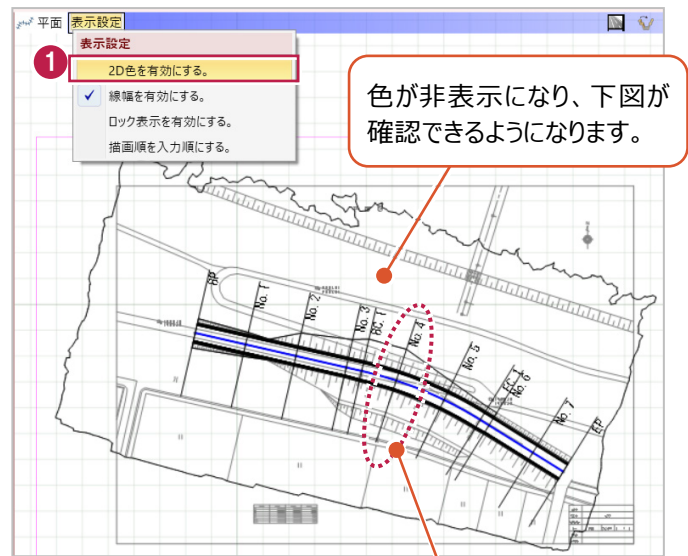 平面 表示設定
表示設定
1
2D色を有効にする。
線幅を有効にする。
ロック表示を有効にする。
描画順を入力順にする。
色が非表示になり、下図が
確認できるようになります。
BP
No. 1
No. 2
No. 3
BC. 1
No. 4
No. 5
EC. 1
No. 6
No. 7
EP